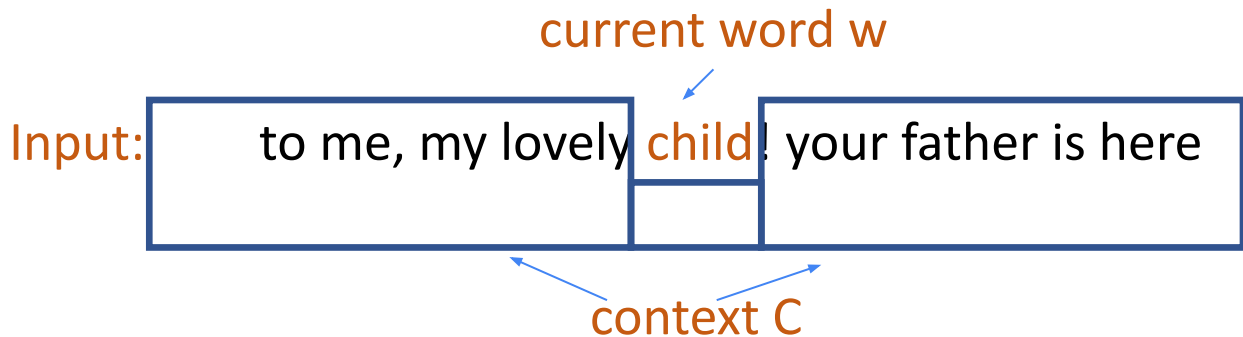 current word w
Input: to me, my lovely child! your father is here
context C